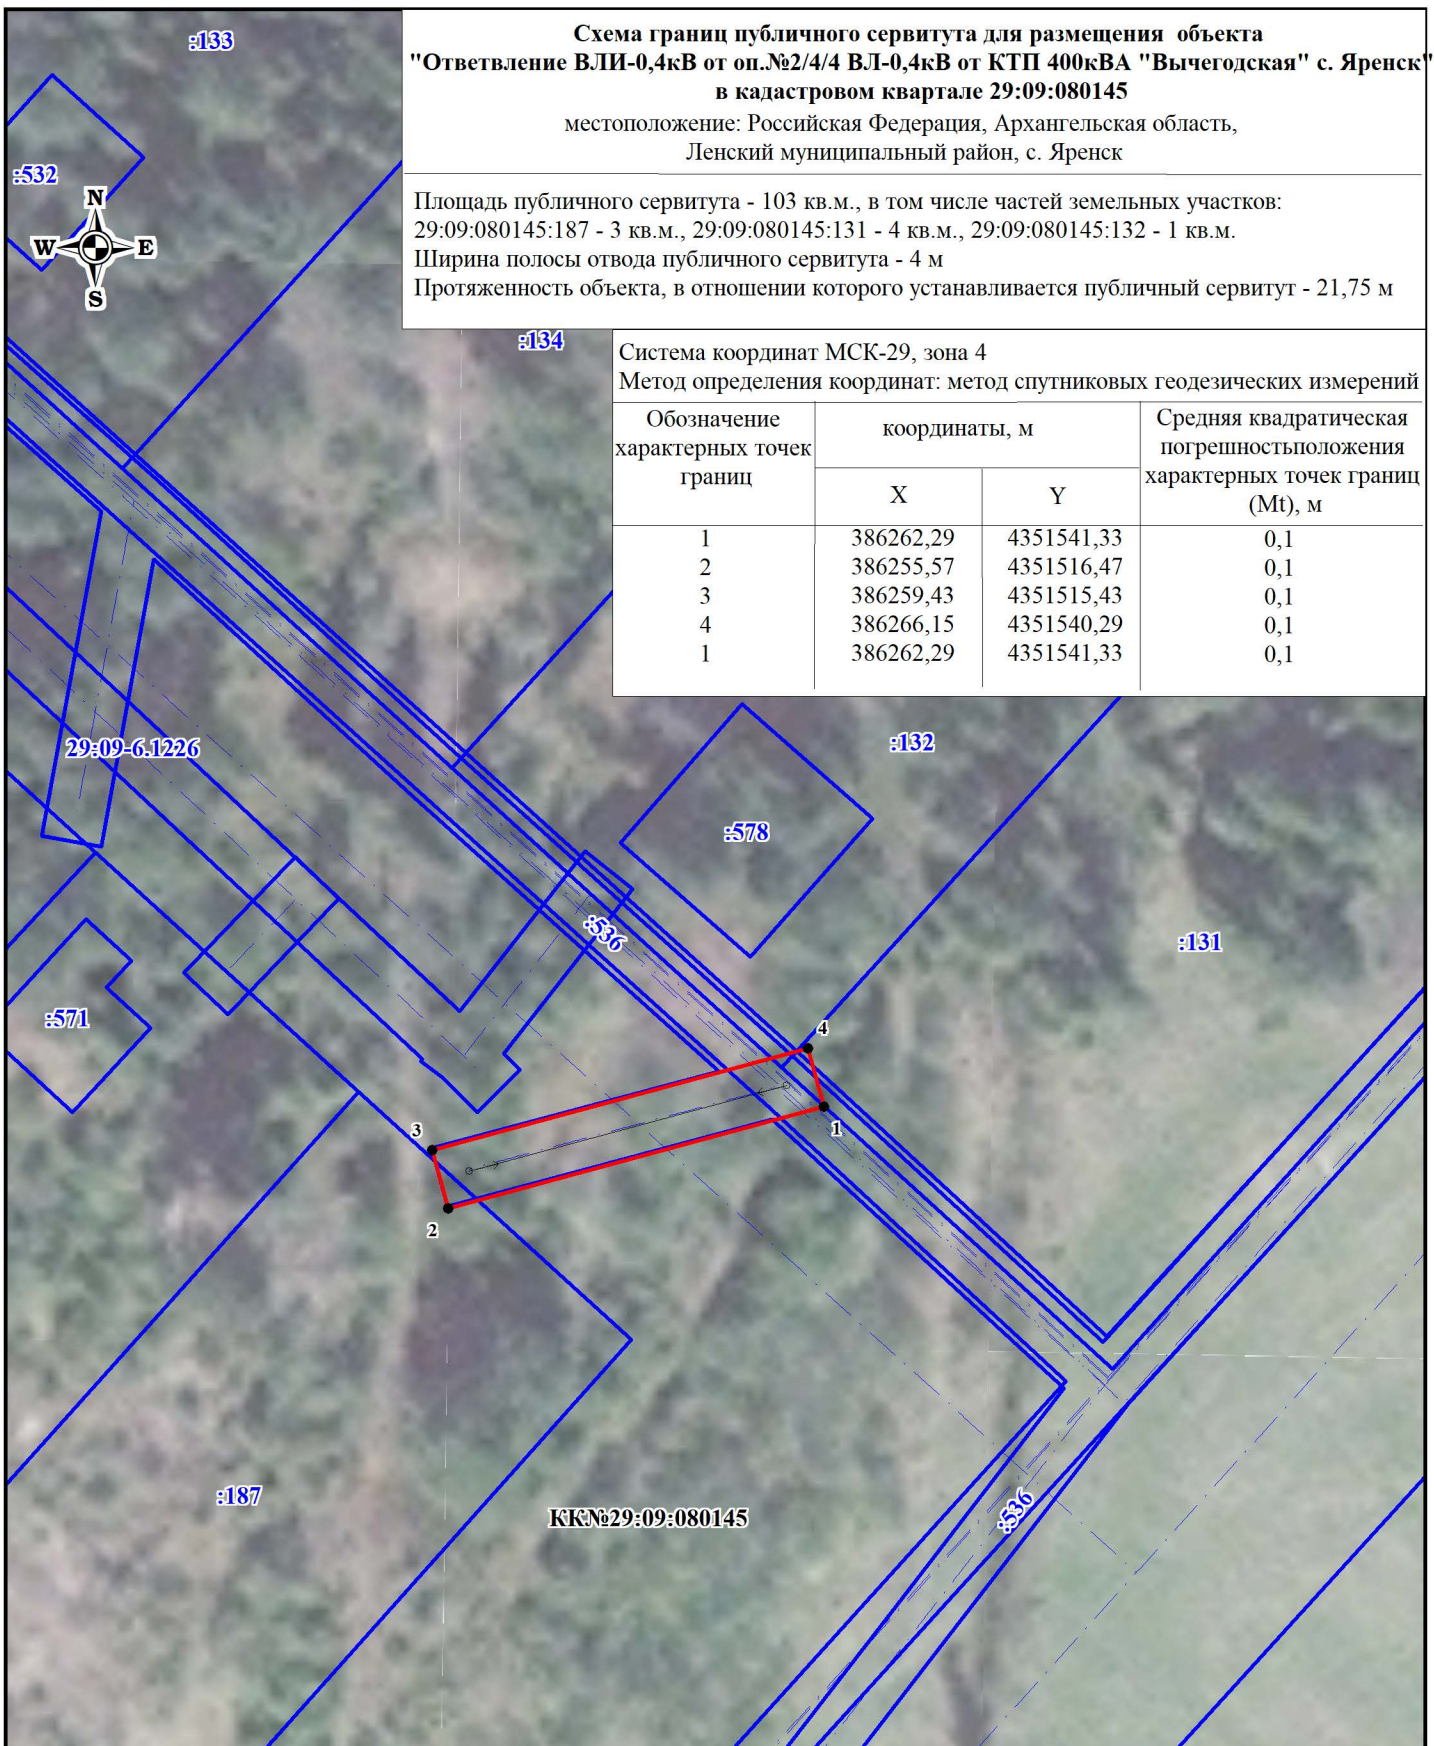 Схема границ публичного сервитута для размещения объекта
"Ответвление ВЛИ-0,4кВ от оп.№2/4/4 ВЛ-0,4кВ от КТП 400кВА "Вычегодская" с. Яренск"
в кадастровом квартале 29:09:080145
местоположение: Российская Федерация, Архангельская область,
Ленский муниципальный район, с. Яренск
Площадь публичного сервитута - 103 кв.м., в том числе частей земельных участков:
29:09:080145:187 - 3 кв.м., 29:09:080145:131 - 4 кв.м., 29:09:080145:132 - 1 кв.м.
Ширина полосы отвода публичного сервитута - 4 м
Протяженность объекта, в отношении которого устанавливается публичный сервитут - 21,75 м
Система координат МСК-29, зона 4
Метод определения координат: метод спутниковых геодезических измерений
Обозначение
характерных точек
границ
координаты, м
X
Y
Средняя квадратическая
погрешностьположения
характерных точек границ
(Mt), м
1 386262,29 4351541,33 0,1
2 386255,57 4351516,47 0,1
3 386259,43 4351515,43 0,1
4 386266,15 4351540,29 0,1
1 386262,29 4351541,33 0,1
:133
:532
N
W E
S
:134
29:09-6.1226
:132
:578
:536
:131
:571
4
1
3
2
:187
КК№29:09:080145
:536